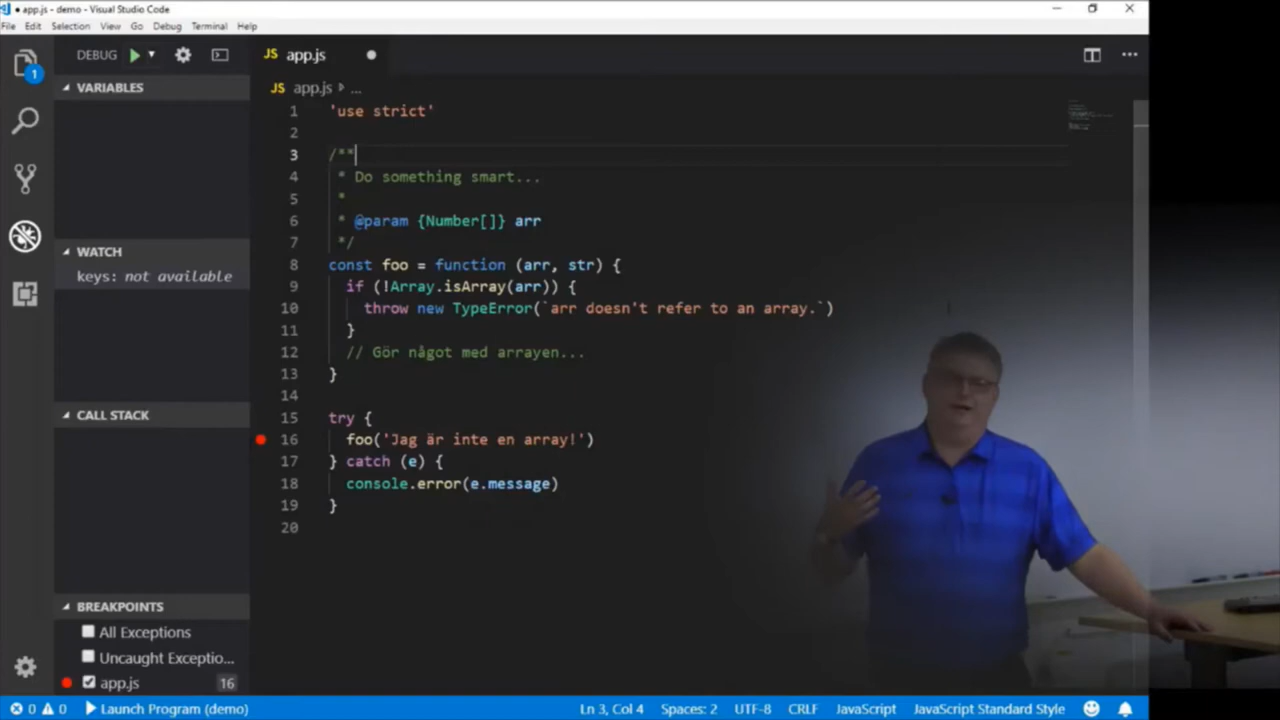 app.js - demo - Visual Studio Code
File Edit Selection View Go Debug Terminal Help
DEBUG
JS app.js
1
VARIABLES
JS app.js ...
1 'use strict'
2
3 /**
4 * Do something smart...
5 *
6 * @param {Number[]} arr
7 */
8 const foo = function (arr, str) {
9 if (!Array.isArray(arr)) {
10 throw new TypeError(`arr doesn't refer to an array.`)
11 }
12 // Gör något med arrayen...
13 }
14
15 try {
16 foo('Jag är inte en array!')
17 } catch (e) {
18 console.error(e.message)
19 }
20
WATCH
keys: not available
CALL STACK
BREAKPOINTS
All Exceptions
Uncaught Exceptio...
app.js 16
0 0 Launch Program (demo) Ln 3, Col 4 Spaces: 2 UTF-8 CRLF JavaScript JavaScript Standard Style